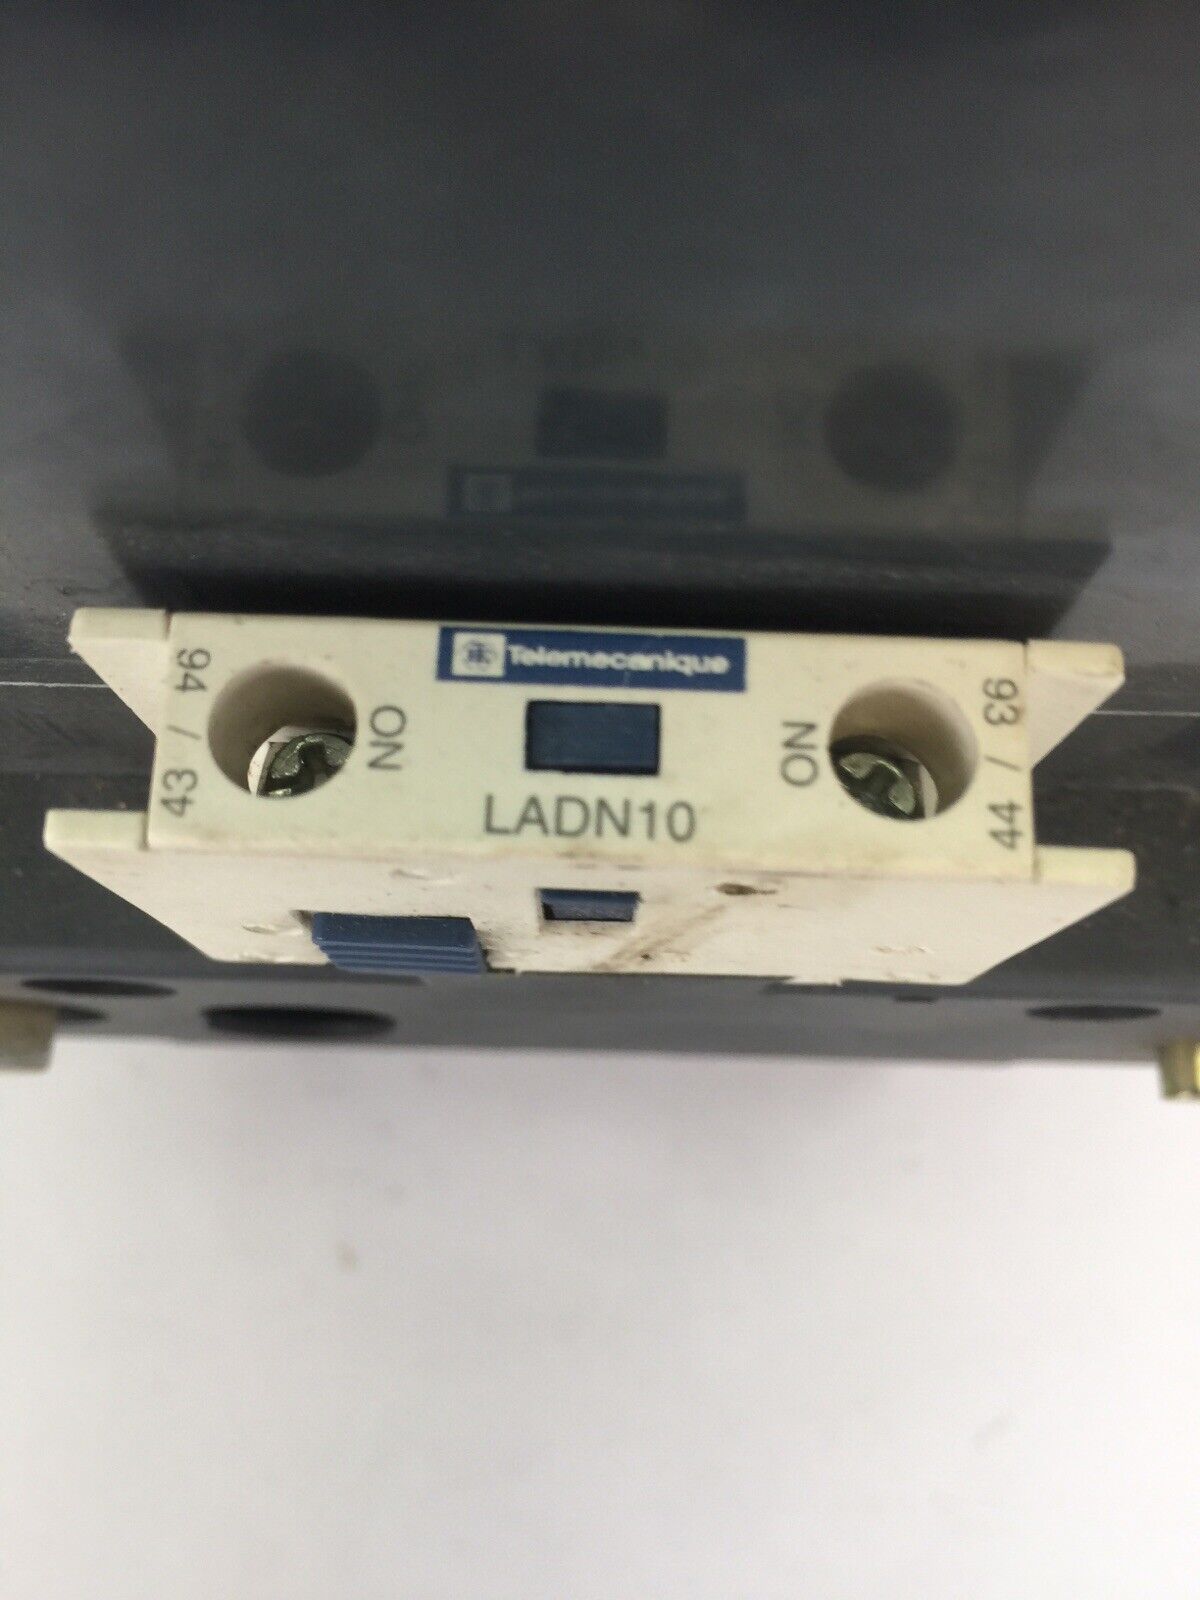 Telemecanique
43 / 94
NO
NO
44 / 93
LADN10